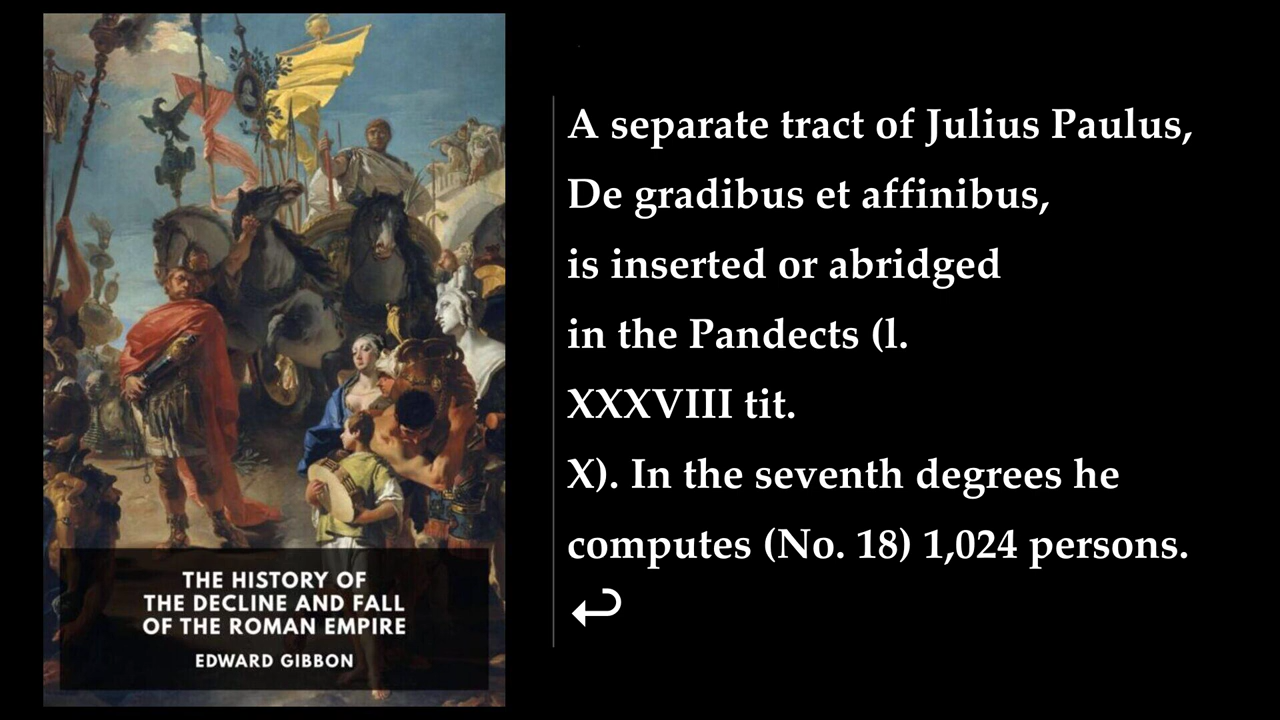 THE HISTORY OF
THE DECLINE AND FALL
OF THE ROMAN EMPIRE
EDWARD GIBBON
A separate tract of Julius Paulus,
De gradibus et affinibus,
is inserted or abridged
in the Pandects (l.
XXXVIII tit.
X). In the seventh degrees he
computes (No. 18) 1,024 persons.
↩